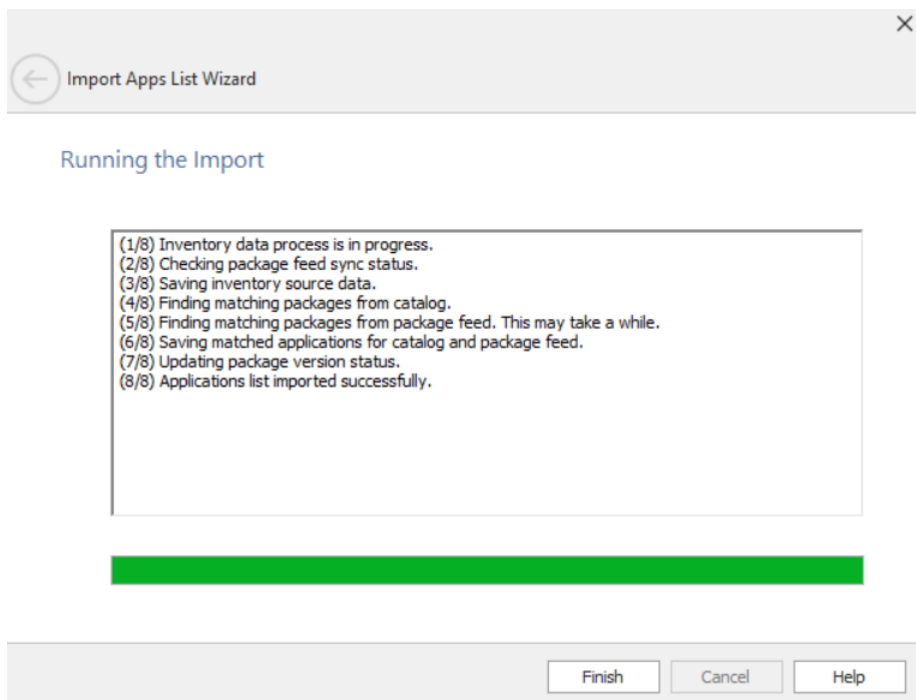 Import Apps List Wizard
Running the Import
(1/8) Inventory data process is in progress.
(2/8) Checking package feed sync status.
(3/8) Saving inventory source data.
(4/8) Finding matching packages from catalog.
(5/8) Finding matching packages from package feed. This may take a while.
(6/8) Saving matched applications for catalog and package feed.
(7/8) Updating package version status.
(8/8) Applications list imported successfully.
Finish Cancel Help